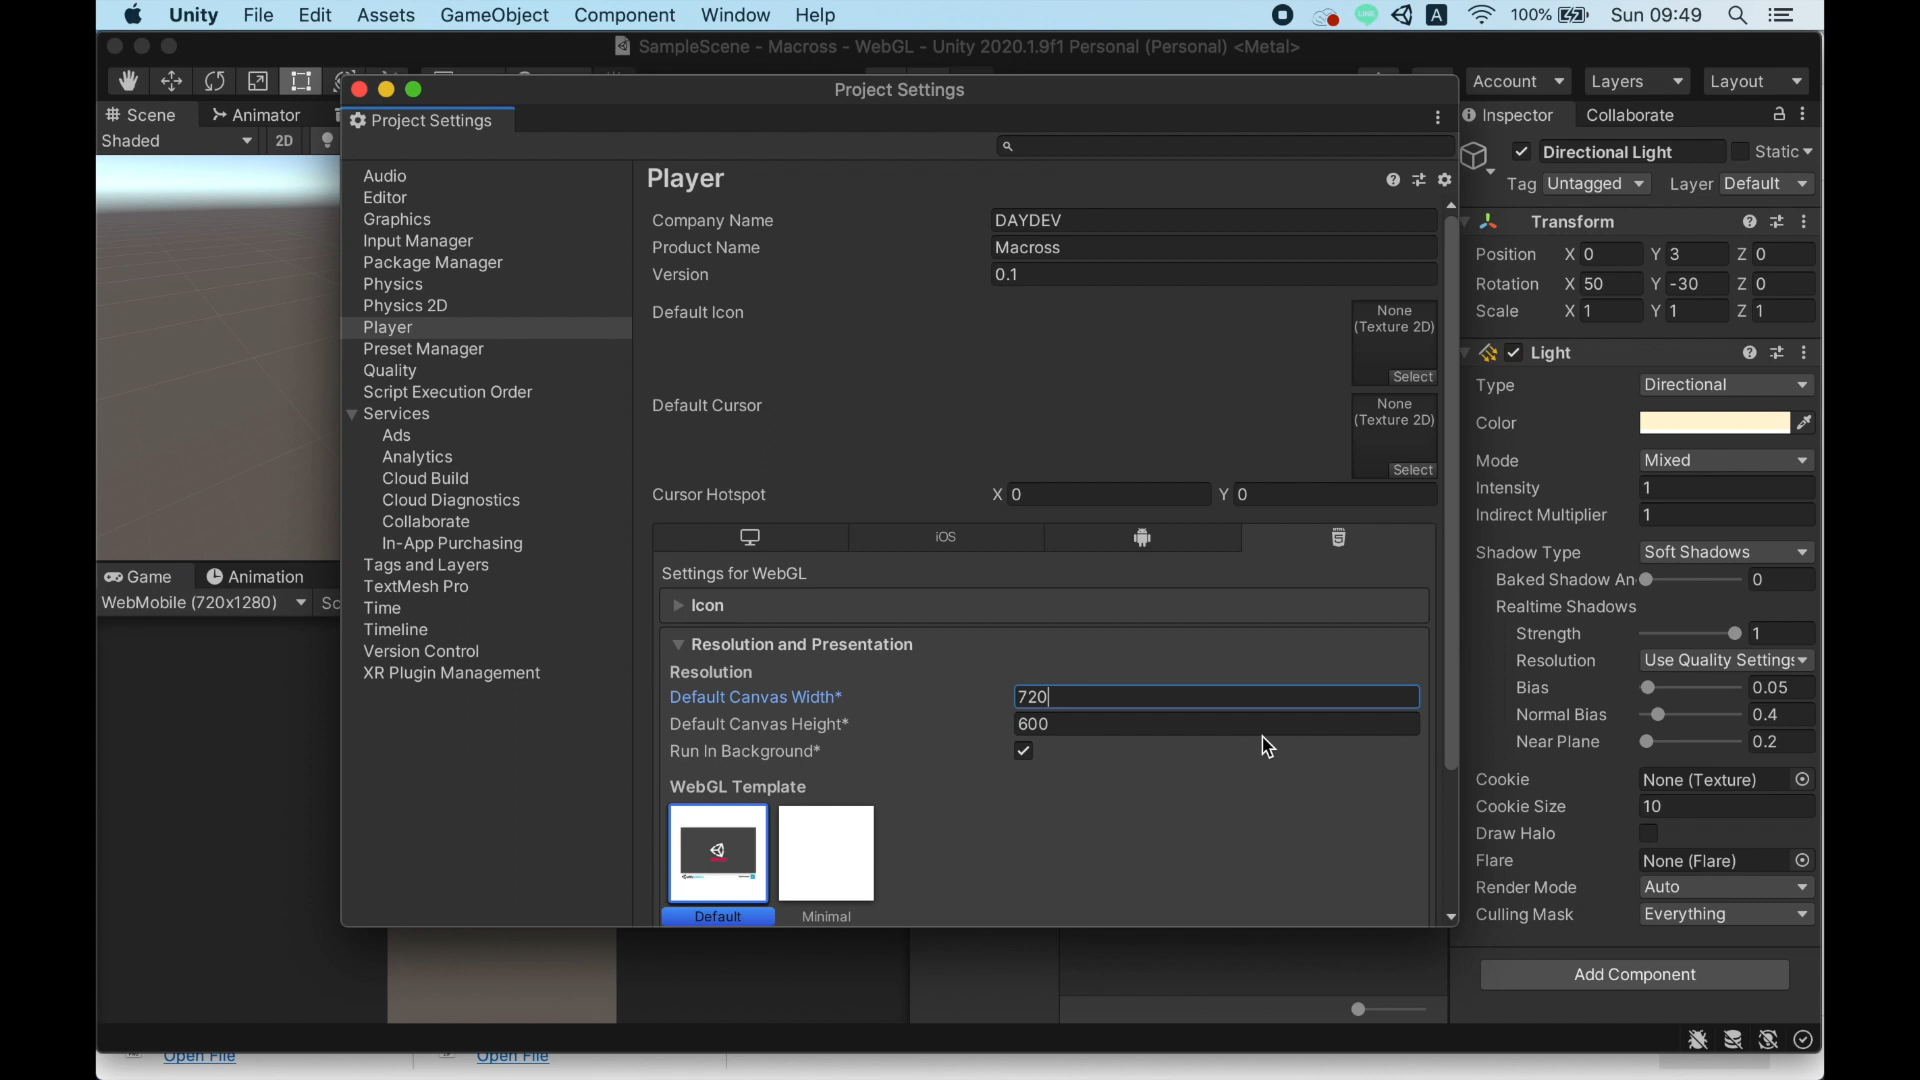 Unity File Edit Assets GameObject Component Window Help
A 100% Sun 09:49
SampleScene - Macross - WebGL - Unity 2020.1.9f1 Personal (Personal) <Metal>
Account Layers Layout
Project Settings
Scene Animator
Shaded 2D
Project Settings
Audio
Editor
Graphics
Input Manager
Package Manager
Physics
Physics 2D
Player
Preset Manager
Quality
Script Execution Order
Services
Ads
Analytics
Cloud Build
Cloud Diagnostics
Collaborate
In-App Purchasing
Tags and Layers
TextMesh Pro
Time
Timeline
Version Control
XR Plugin Management
Player
Company Name DAYDEV
Product Name Macross
Version 0.1
Default Icon None
(Texture 2D)
Select
Default Cursor None
(Texture 2D)
Select
Cursor Hotspot X 0 Y 0
iOS
Settings for WebGL
Icon
Resolution and Presentation
Resolution
Default Canvas Width* 720
Default Canvas Height* 600
Run In Background*
WebGL Template
Default Minimal
Game Animation
WebMobile (720x1280) Sc
Inspector Collaborate
Directional Light Static
Tag Untagged Layer Default
Transform
Position X 0 Y 3 Z 0
Rotation X 50 Y -30 Z 0
Scale X 1 Y 1 Z 1
Light
Type Directional
Color
Mode Mixed
Intensity 1
Indirect Multiplier 1
Shadow Type Soft Shadows
Baked Shadow An 0
Realtime Shadows
Strength 1
Resolution Use Quality Settings
Bias 0.05
Normal Bias 0.4
Near Plane 0.2
Cookie None (Texture)
Cookie Size 10
Draw Halo
Flare None (Flare)
Render Mode Auto
Culling Mask Everything
Add Component
Open File Open File